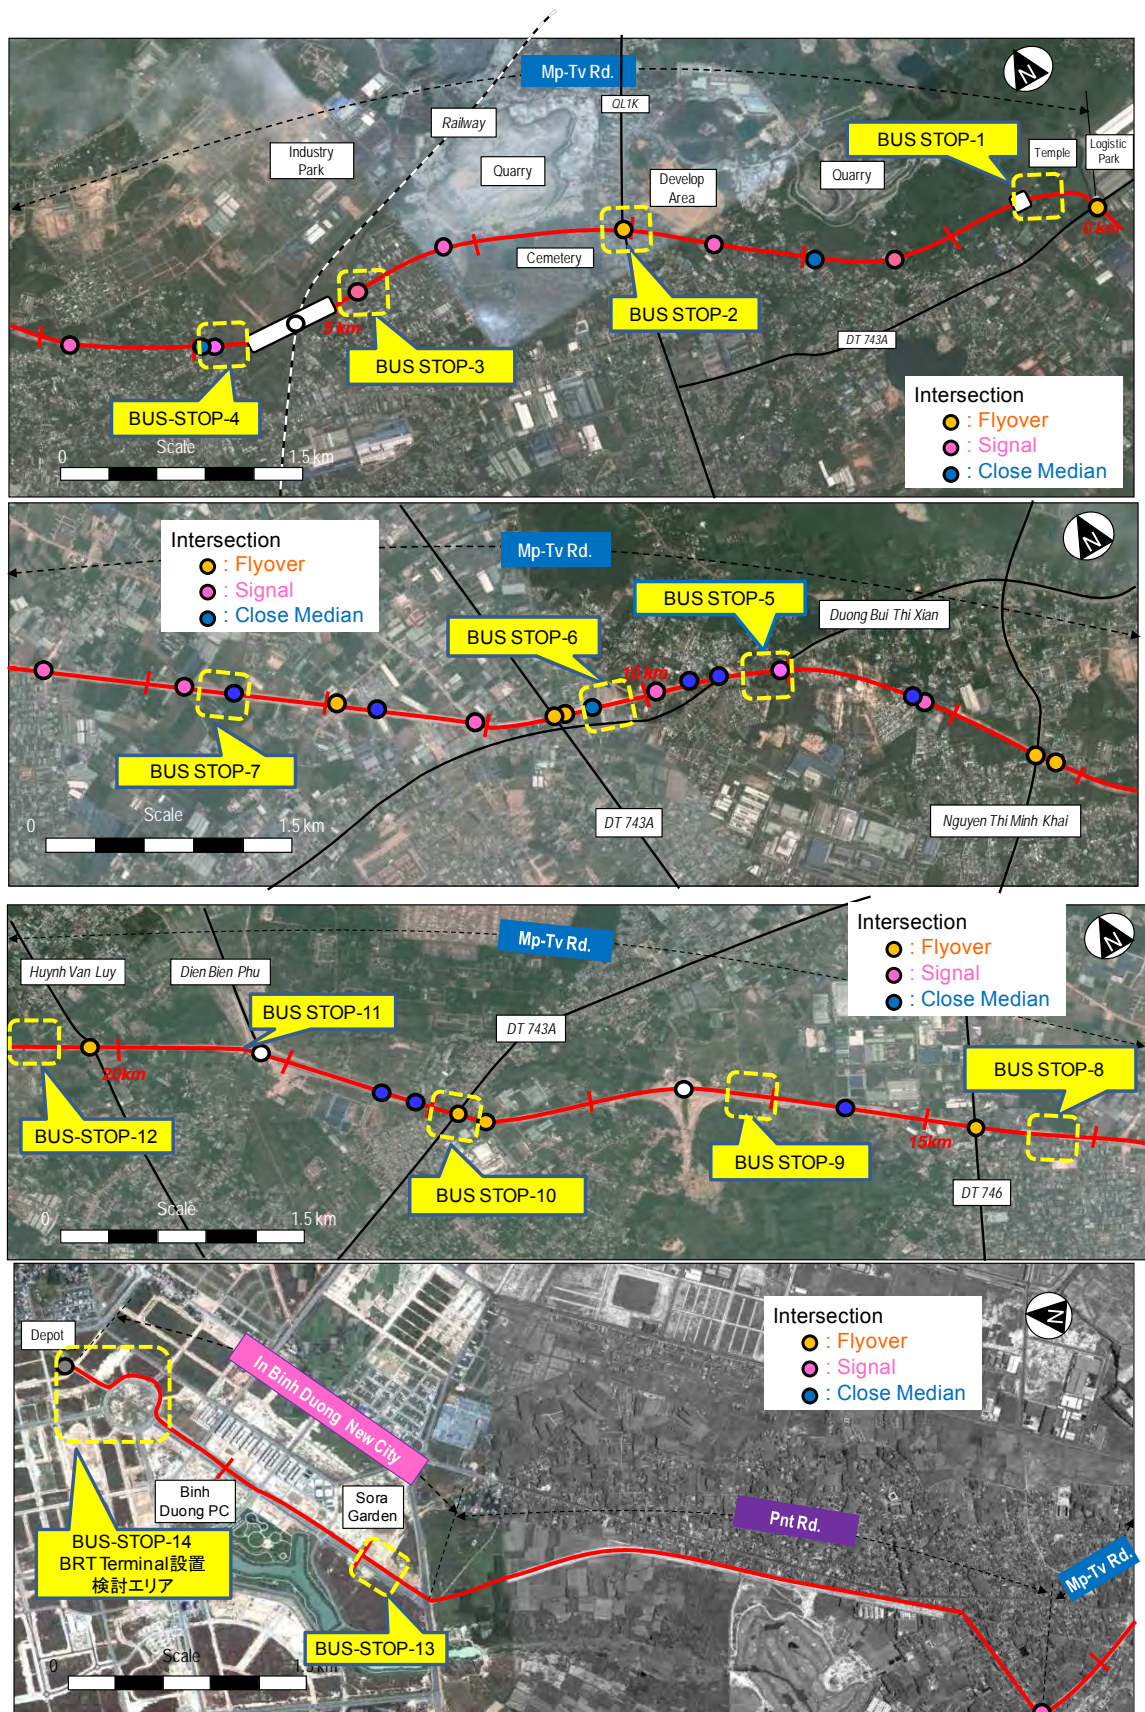 Mp-Tv Rd.
QL1K
Railway
BUS STOP-1
Temple
Logistic
Park
Industry
Park
Quarry
Develop
Area
Quarry
0 km
Cemetery
BUS STOP-2
5 km
DT 743A
BUS STOP-3
BUS-STOP-4
Scale
0
1.5 km
Intersection
: Flyover
: Signal
: Close Median
N
Intersection
: Flyover
: Signal
: Close Median
Mp-Tv Rd.
N
BUS STOP-5
Duong Bui Thi Xian
BUS STOP-6
10 km
BUS STOP-7
Scale
0
1.5 km
DT 743A
Nguyen Thi Minh Khai
Mp-Tv Rd.
Intersection
: Flyover
: Signal
: Close Median
N
Huynh Van Luy
Dien Bien Phu
BUS STOP-11
DT 743A
20km
BUS STOP-8
BUS-STOP-12
15km
BUS STOP-9
BUS STOP-10
DT 746
Scale
0
1.5 km
Intersection
: Flyover
: Signal
: Close Median
N
Depot
In Binh Duong New City
Binh
Duong PC
Sora
Garden
Pnt Rd.
Mp-Tv Rd.
BUS-STOP-14
BRT Terminal設置
検討エリア
BUS-STOP-13
Scale
0
1.5 km